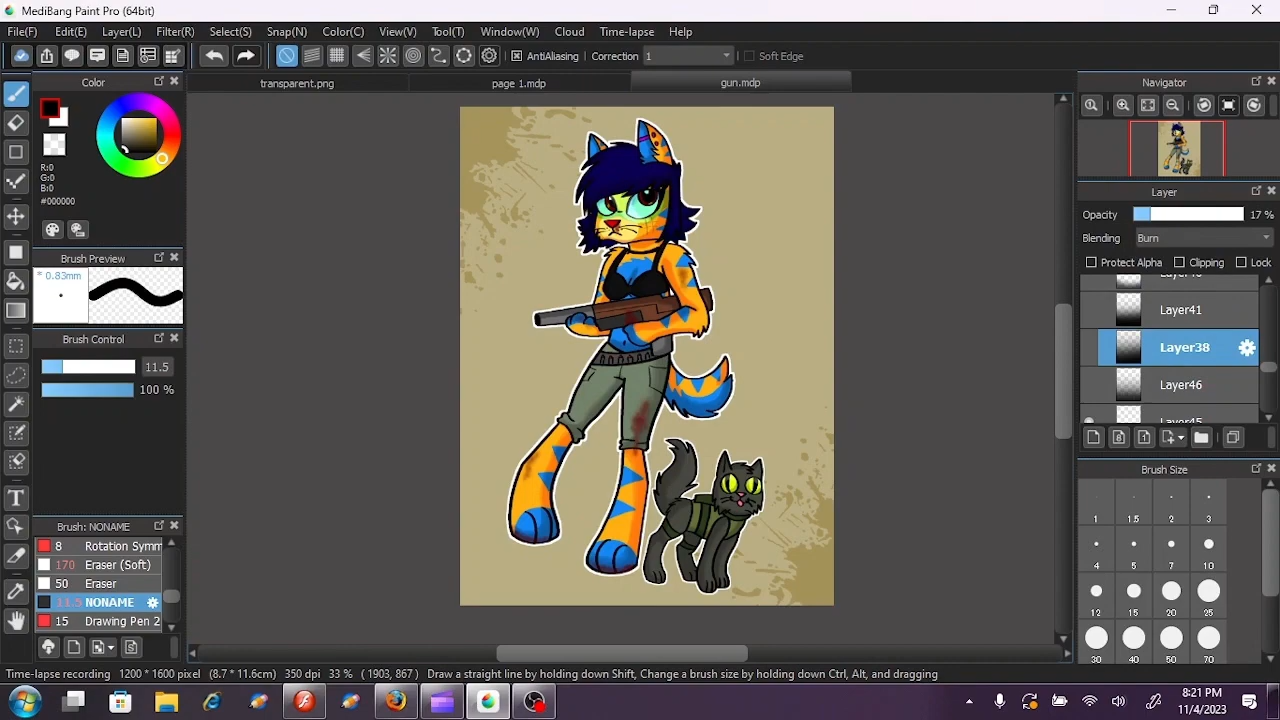 MediBang Paint Pro (64bit)
File(F) Edit(E) Layer(L) Filter(R) Select(S) Snap(N) Color(C) View(V) Tool(T) Window(W) Cloud Time-lapse Help
AntiAliasing Correction 1 Soft Edge
Color
transparent.png page 1.mdp gun.mdp
Navigator
R:0
G:0
B:0
#000000
Layer
Opacity 17 %
Blending Burn
Protect Alpha Clipping Lock
Brush Preview
* 0.83mm
Layer41
Brush Control
Layer38
11.5
100 %
Layer46
Layer45
Brush Size
1 1.5 2 3
4 5 7 10
12 15 20 25
30 40 50 70
Brush: NONAME
8 Rotation Symm
170 Eraser (Soft)
50 Eraser
11.5 NONAME
15 Drawing Pen 2
Time-lapse recording 1200 * 1600 pixel (8.7 * 11.6cm) 350 dpi 33 % ( 1903, 867 ) Draw a straight line by holding down Shift, Change a brush size by holding down Ctrl, Alt, and dragging
8:21 PM
11/4/2023